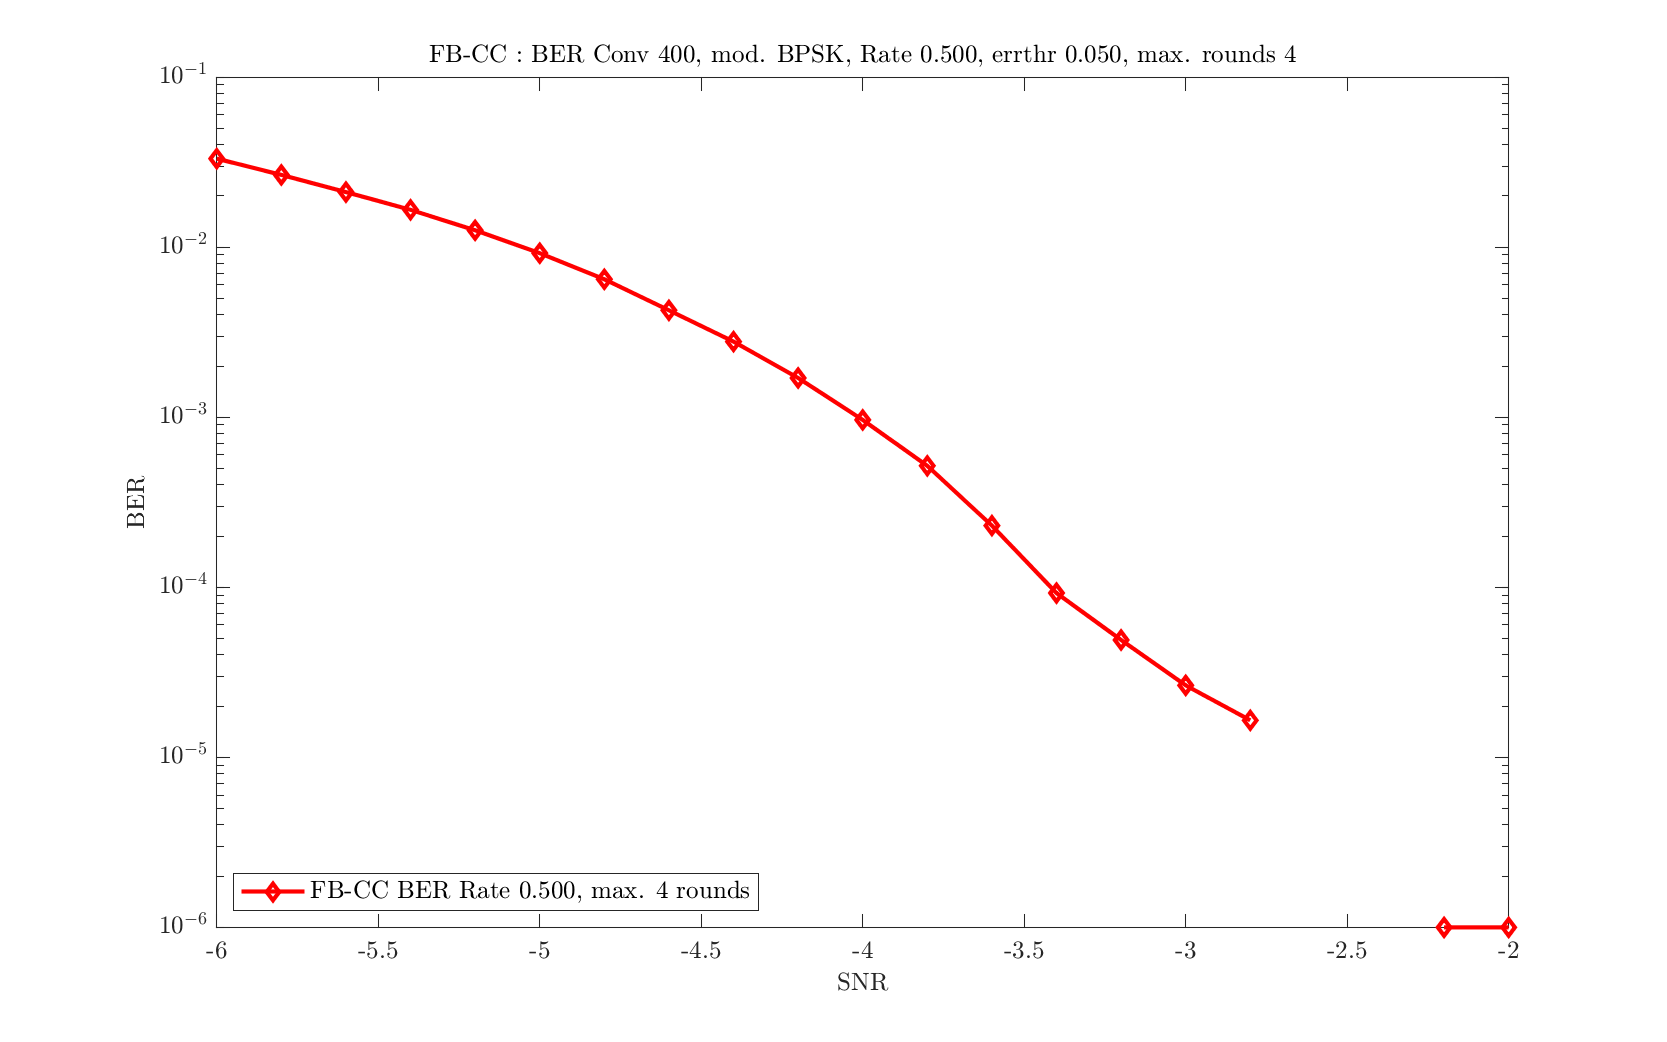 FB-CC : BER Conv 400, mod. BPSK, Rate 0.500, errthr 0.050, max. rounds 4
10⁻¹
10⁻²
10⁻³
10⁻⁴
10⁻⁵
10⁻⁶
BER
FB-CC BER Rate 0.500, max. 4 rounds
-6 -5.5 -5 -4.5 -4 -3.5 -3 -2.5 -2
SNR